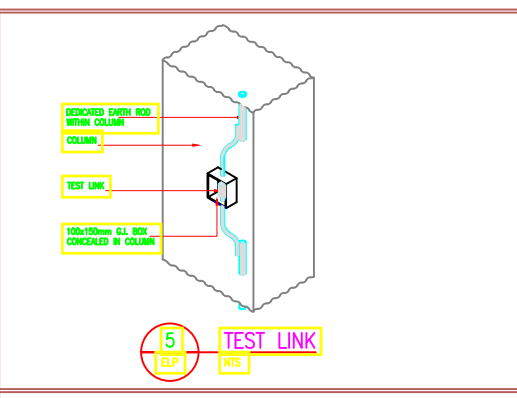 DEDICATED EARTH ROD
WITHIN COLUMN
COLUMN
TEST LINK
100x150mm G.I. BOX
CONCEALED IN COLUMN
5
TEST LINK
ELP
NTS